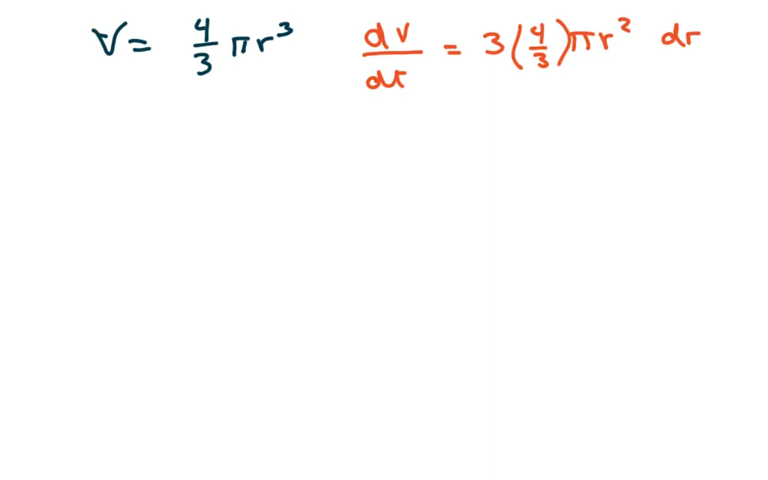 V = 4/3 πr³ dv/dt = 3(4/3)πr² dr